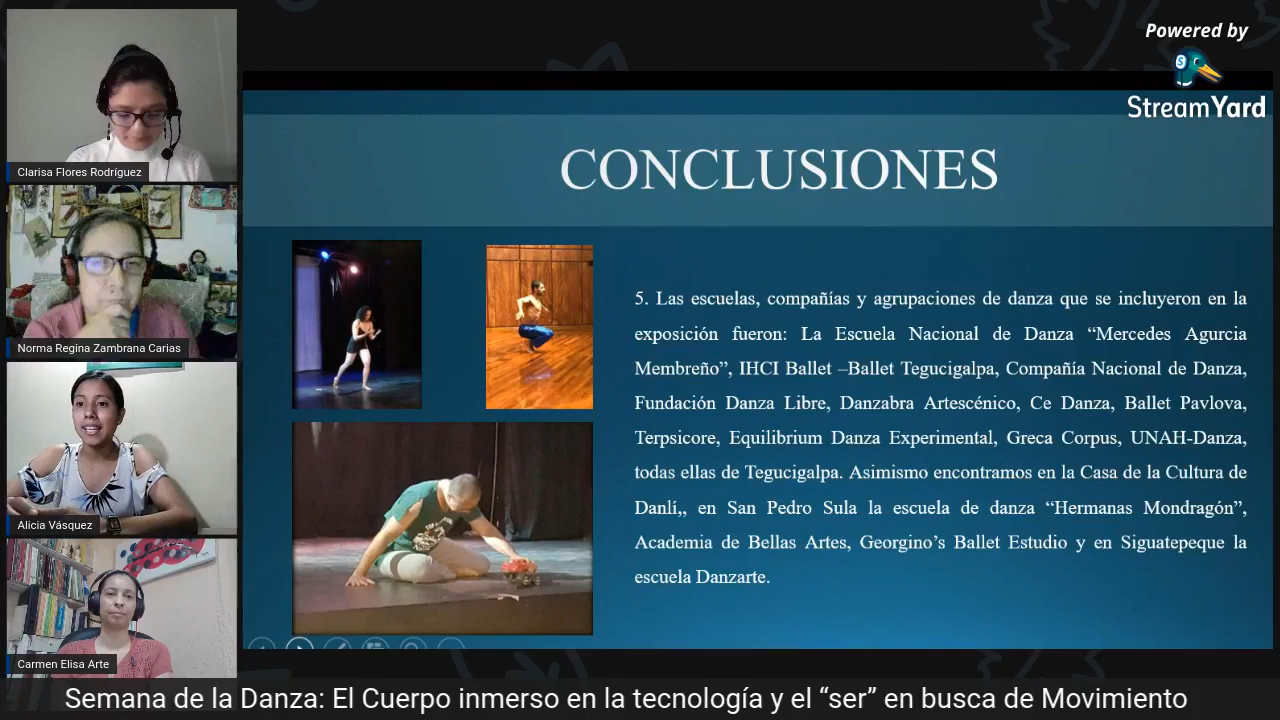 Powered by
StreamYard
Clarisa Flores Rodríguez
Norma Regina Zambrana Carias
Alicia Vásquez
Carmen Elisa Arte
CONCLUSIONES
5. Las escuelas, compañías y agrupaciones de danza que se incluyeron en la
exposición fueron: La Escuela Nacional de Danza “Mercedes Agurcia
Membreño”, IHCI Ballet –Ballet Tegucigalpa, Compañía Nacional de Danza,
Fundación Danza Libre, Danzabra Artescénico, Ce Danza, Ballet Pavlova,
Terpsicore, Equilibrium Danza Experimental, Greca Corpus, UNAH-Danza,
todas ellas de Tegucigalpa. Asimismo encontramos en la Casa de la Cultura de
Danlí,, en San Pedro Sula la escuela de danza “Hermanas Mondragón”,
Academia de Bellas Artes, Georgino’s Ballet Estudio y en Siguatepeque la
escuela Danzarte.
Semana de la Danza: El Cuerpo inmerso en la tecnología y el “ser” en busca de Movimiento